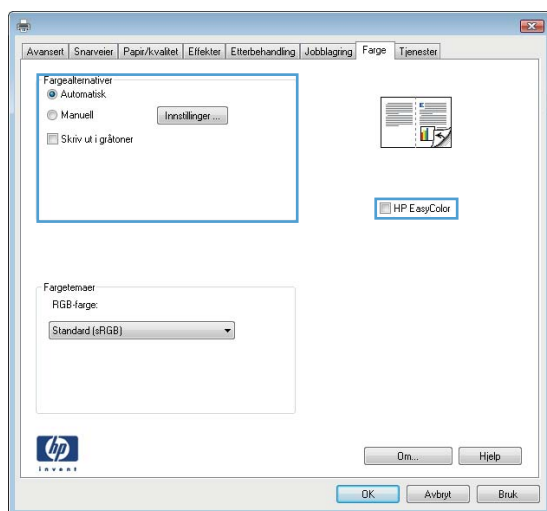 Avansert Snarveier Papir/kvalitet Effekter Etterbehandling Jobblagring Farge Tjenester
Fargealternativer
Automatisk
Manuell Innstillinger ...
Skriv ut i gråtoner
HP EasyColor
Fargetemaer
RGB-farge:
Standard (sRGB)
hp
invent
Om... Hjelp
OK Avbryt Bruk